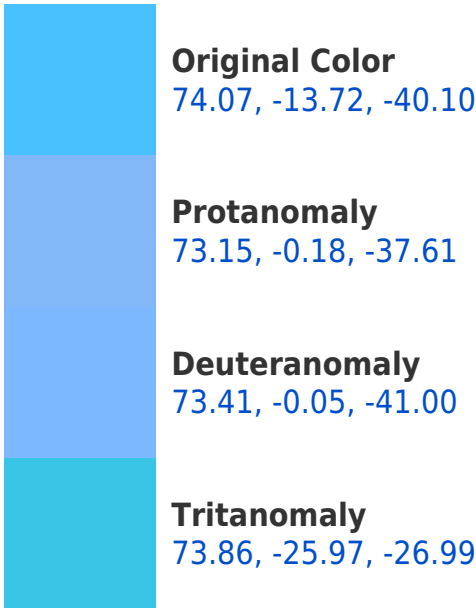 Original Color
74.07, -13.72, -40.10
Protanomaly
73.15, -0.18, -37.61
Deuteranomaly
73.41, -0.05, -41.00
Tritanomaly
73.86, -25.97, -26.99